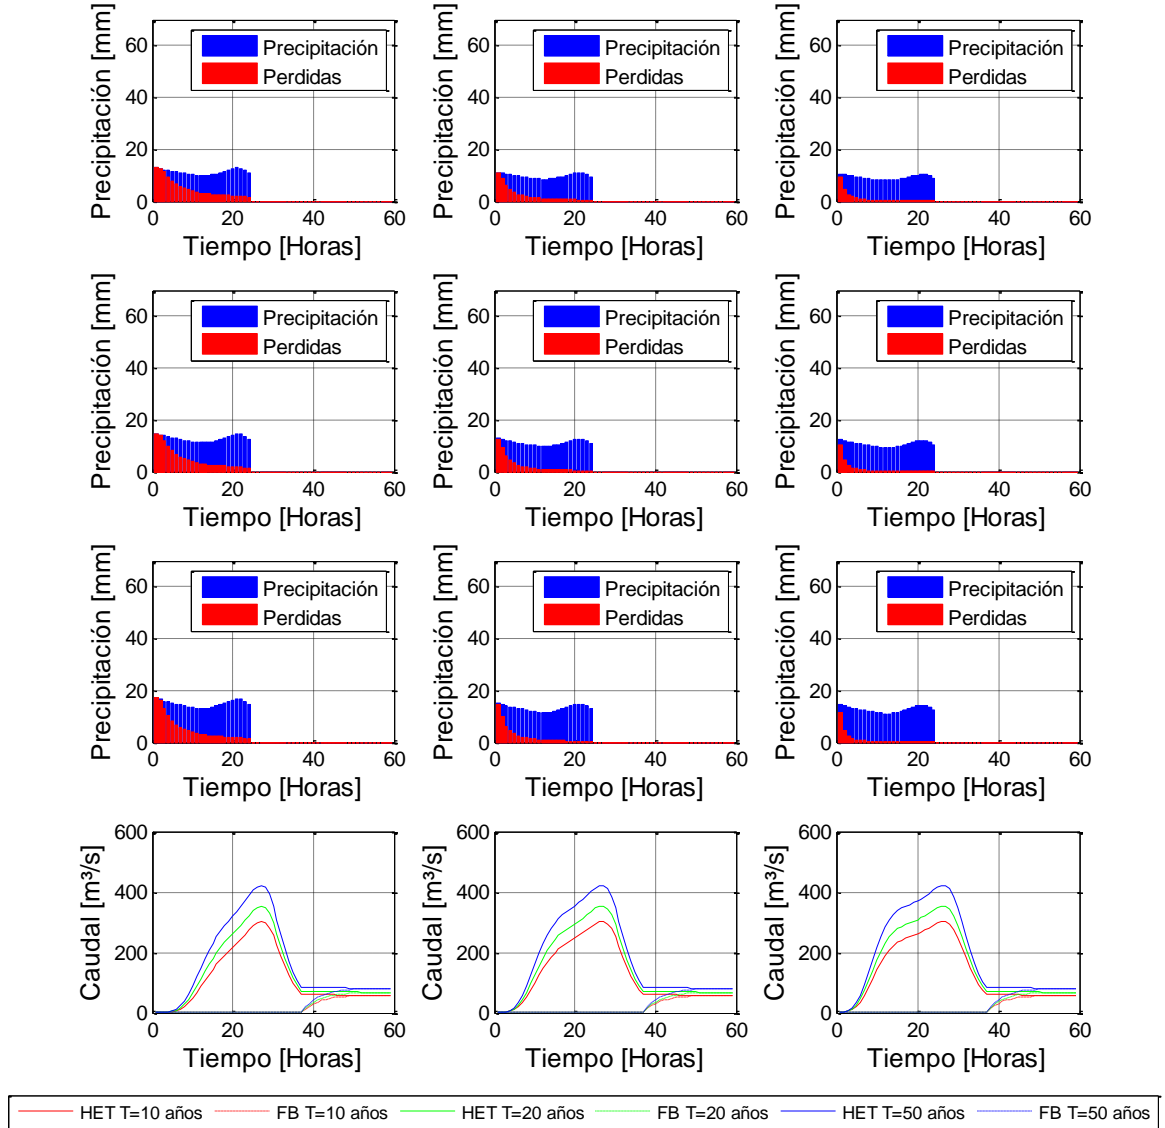 Precipitación [mm]
60
40
20
0
Precipitación
Perdidas
0 20 40 60
Tiempo [Horas]
Precipitación [mm]
60
40
20
0
Precipitación
Perdidas
0 20 40 60
Tiempo [Horas]
Precipitación [mm]
60
40
20
0
Precipitación
Perdidas
0 20 40 60
Tiempo [Horas]
Precipitación [mm]
60
40
20
0
Precipitación
Perdidas
0 20 40 60
Tiempo [Horas]
Precipitación [mm]
60
40
20
0
Precipitación
Perdidas
0 20 40 60
Tiempo [Horas]
Precipitación [mm]
60
40
20
0
Precipitación
Perdidas
0 20 40 60
Tiempo [Horas]
Precipitación [mm]
60
40
20
0
Precipitación
Perdidas
0 20 40 60
Tiempo [Horas]
Precipitación [mm]
60
40
20
0
Precipitación
Perdidas
0 20 40 60
Tiempo [Horas]
Precipitación [mm]
60
40
20
0
Precipitación
Perdidas
0 20 40 60
Tiempo [Horas]
Caudal [m³/s]
600
400
200
0
0 20 40 60
Tiempo [Horas]
Caudal [m³/s]
600
400
200
0
0 20 40 60
Tiempo [Horas]
Caudal [m³/s]
600
400
200
0
0 20 40 60
Tiempo [Horas]
HET T=10 años FB T=10 años HET T=20 años FB T=20 años HET T=50 años FB T=50 años